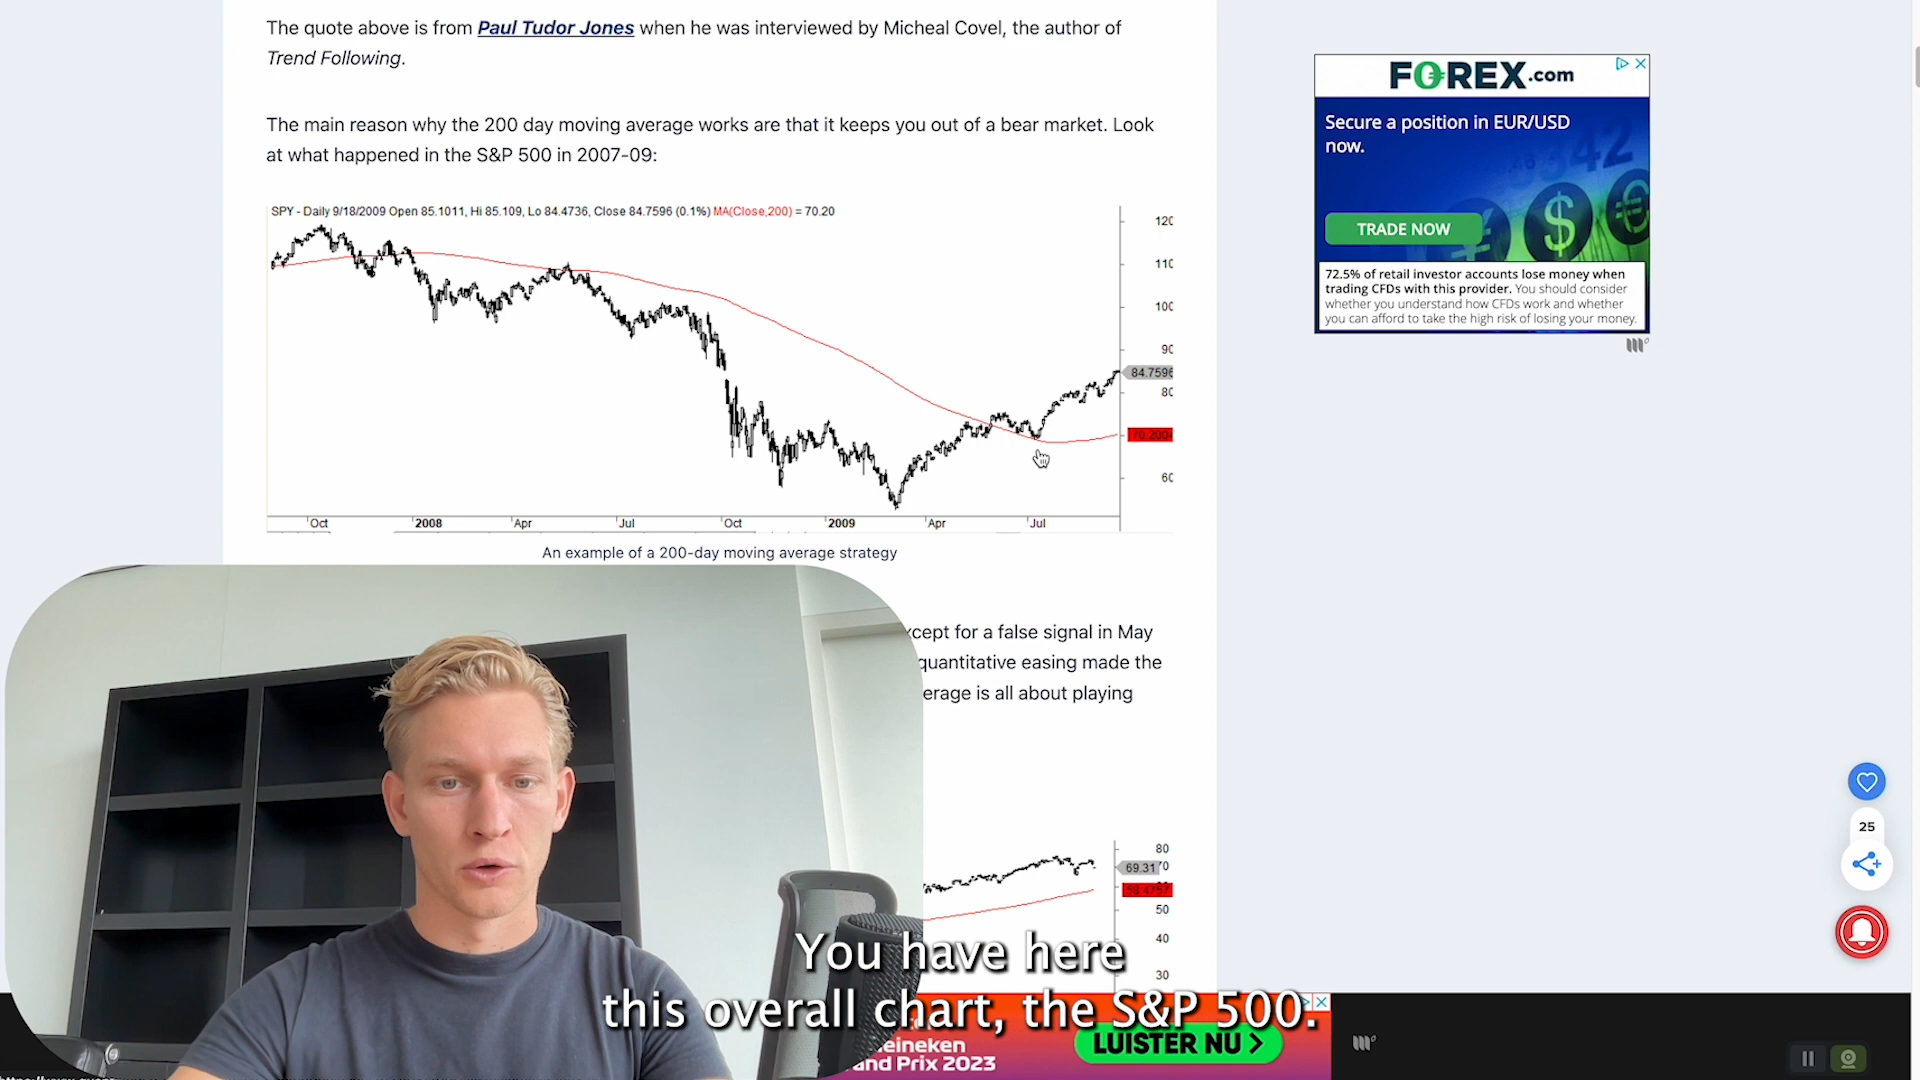 The quote above is from Paul Tudor Jones when he was interviewed by Micheal Covel, the author of
Trend Following.
The main reason why the 200 day moving average works are that it keeps you out of a bear market. Look
at what happened in the S&P 500 in 2007-09:
SPY - Daily 9/18/2009 Open 85.1011, Hi 85.109, Lo 84.4736, Close 84.7596 (0.1%) MA(Close,200) = 70.20
120
110
100
90
84.7596
80
70.200
60
Oct 2008 Apr Jul Oct 2009 Apr Jul
An example of a 200-day moving average strategy
FOREX.com
Secure a position in EUR/USD
now.
TRADE NOW
72.5% of retail investor accounts lose money when
trading CFDs with this provider. You should consider
whether you understand how CFDs work and whether
you can afford to take the high risk of losing your money.
cept for a false signal in May
quantitative easing made the
erage is all about playing
80
69.31 70
50
40
30
25
You have here
this overall chart, the S&P 500.
eineken
and Prix 2023
LUISTER NU >